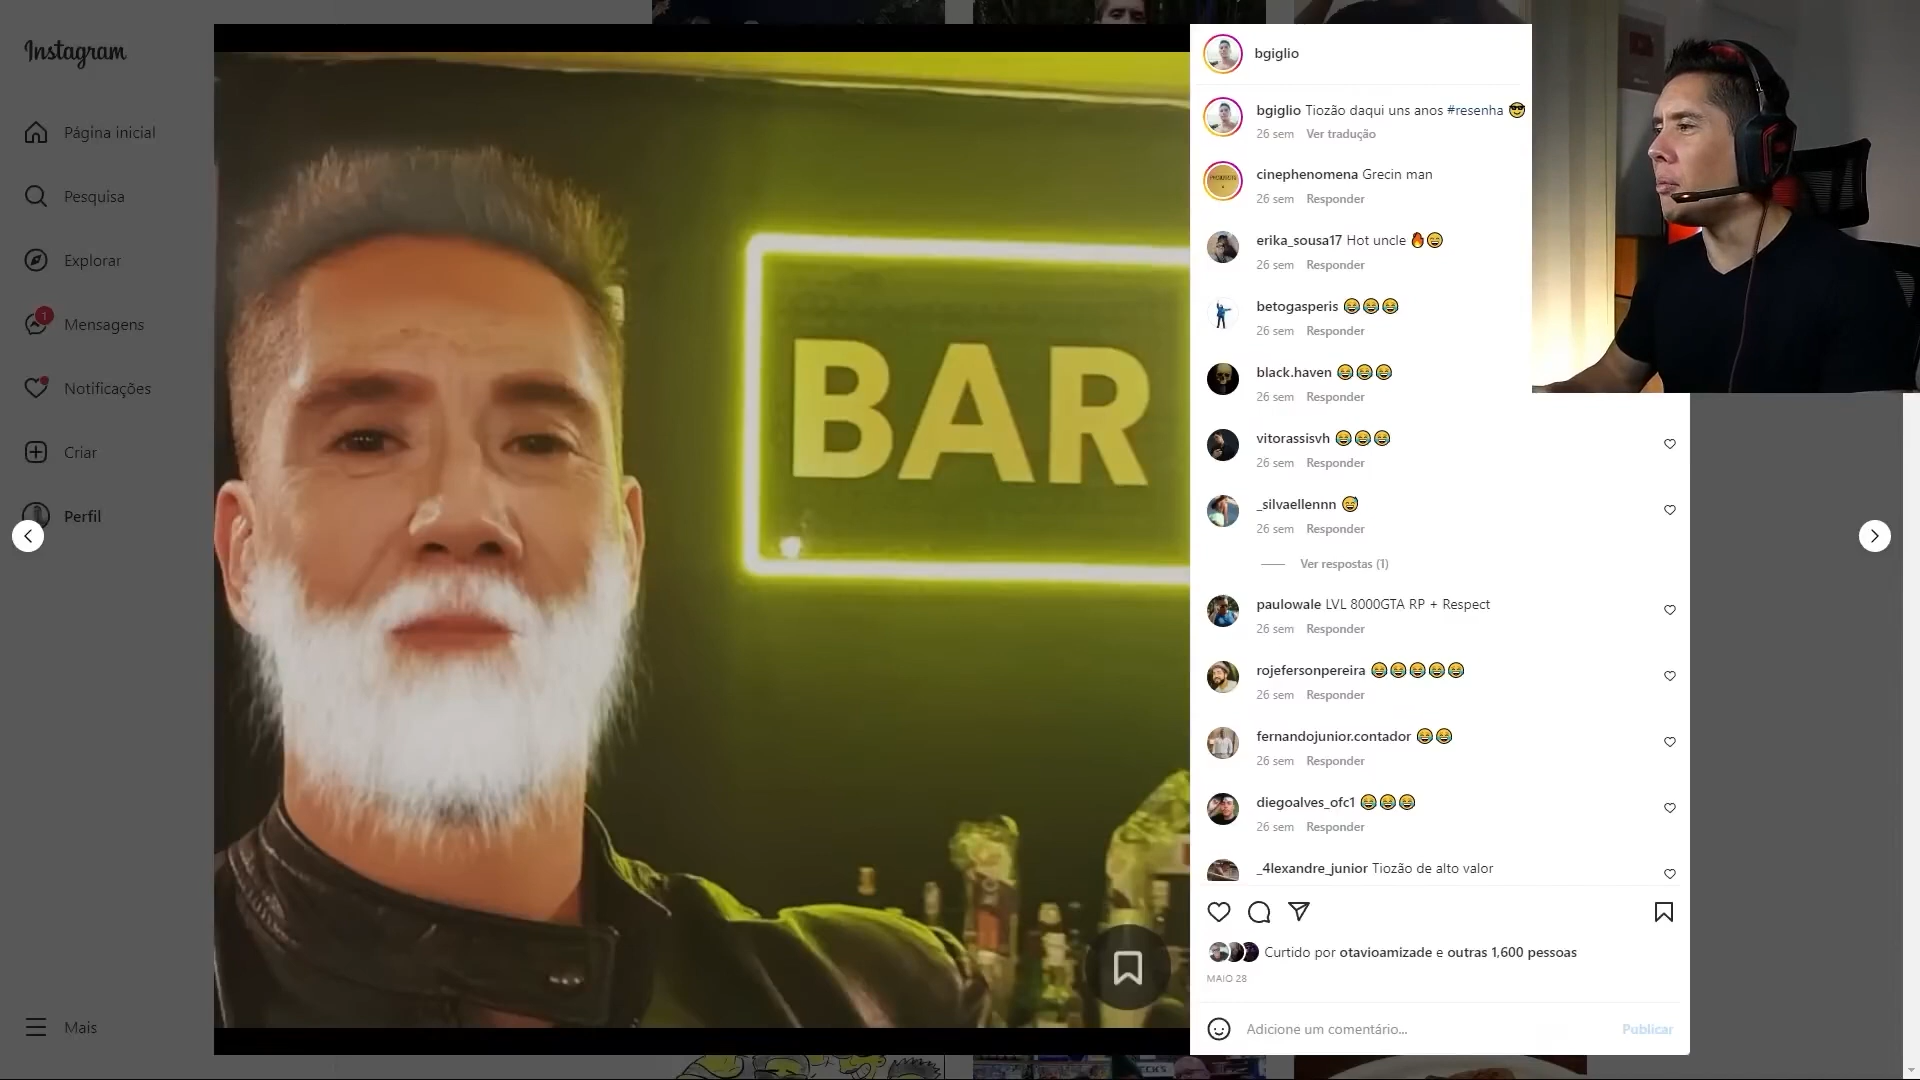 Instagram
Página inicial
Pesquisa
Explorar
1
Mensagens
Notificações
Criar
Perfil
Mais
BAR
bgiglio
bgiglio Tiozão daqui uns anos #resenha 😎
26 sem Ver tradução
cinephenomena Grecin man
26 sem Responder
erika_sousa17 Hot uncle 🔥😅
26 sem Responder
betogasperis 😂😂😂
26 sem Responder
black.haven 😂😂😂
26 sem Responder
vitorassisvh 😂😂😂
26 sem Responder
_silvaellennn 😅
26 sem Responder
Ver respostas (1)
paulowale LVL 8000GTA RP + Respect
26 sem Responder
rojefersonpereira 😂😂😂😂😂
26 sem Responder
fernandojunior.contador 😂😂
26 sem Responder
diegoalves_ofc1 😂😂😂
26 sem Responder
_4lexandre_junior Tiozão de alto valor
Curtido por otavioamizade e outras 1,600 pessoas
MAIO 28
Adicione um comentário...
Publicar